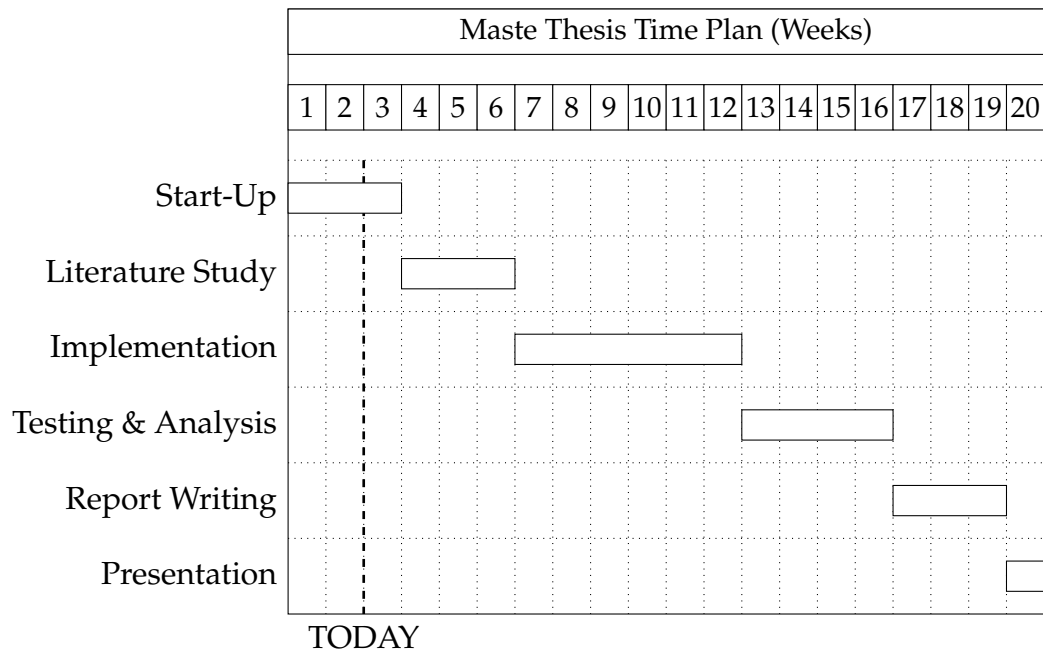 Maste Thesis Time Plan (Weeks)
1 2 3 4 5 6 7 8 9 10 11 12 13 14 15 16 17 18 19 20
Start-Up
Literature Study
Implementation
Testing & Analysis
Report Writing
Presentation
TODAY